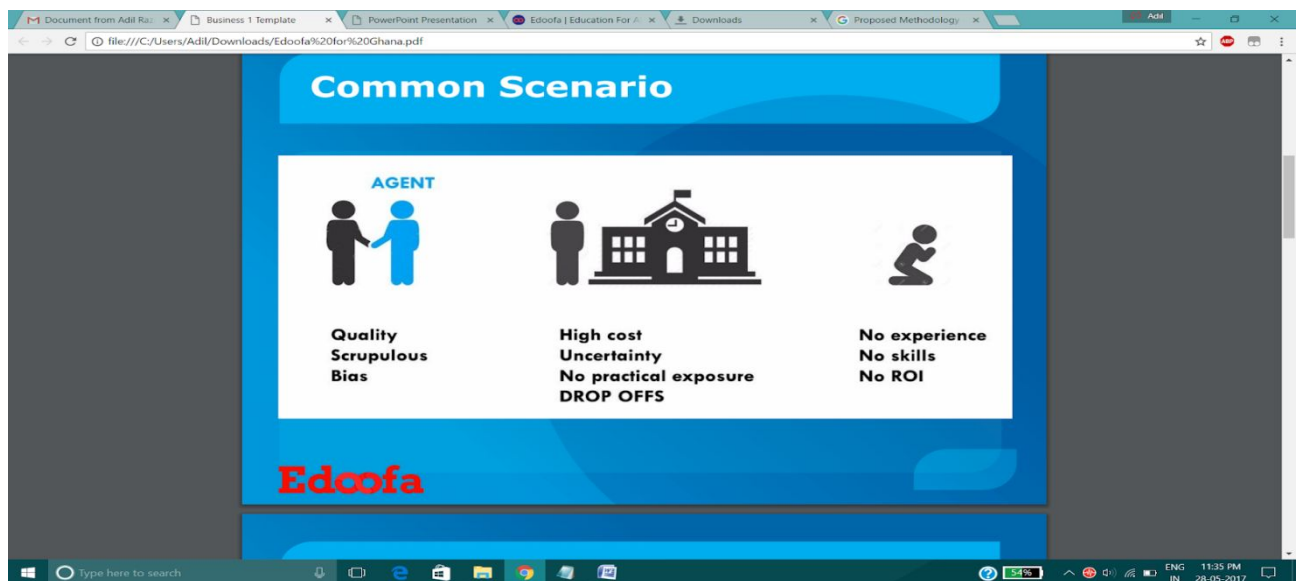 Document from Adil Ra
Business 1 Template
PowerPoint Presentation
Edoofa | Education For A
Downloads
Proposed Methodology
Adil
file:///C:/Users/Adil/Downloads/Edoofa%20for%20Ghana.pdf
ABP
Common Scenario
AGENT
Quality
Scrupulous
Bias
High cost
Uncertainty
No practical exposure
DROP OFFS
No experience
No skills
No ROI
Edoofa
Type here to search
54%
ENG
IN
11:35 PM
28-05-2017